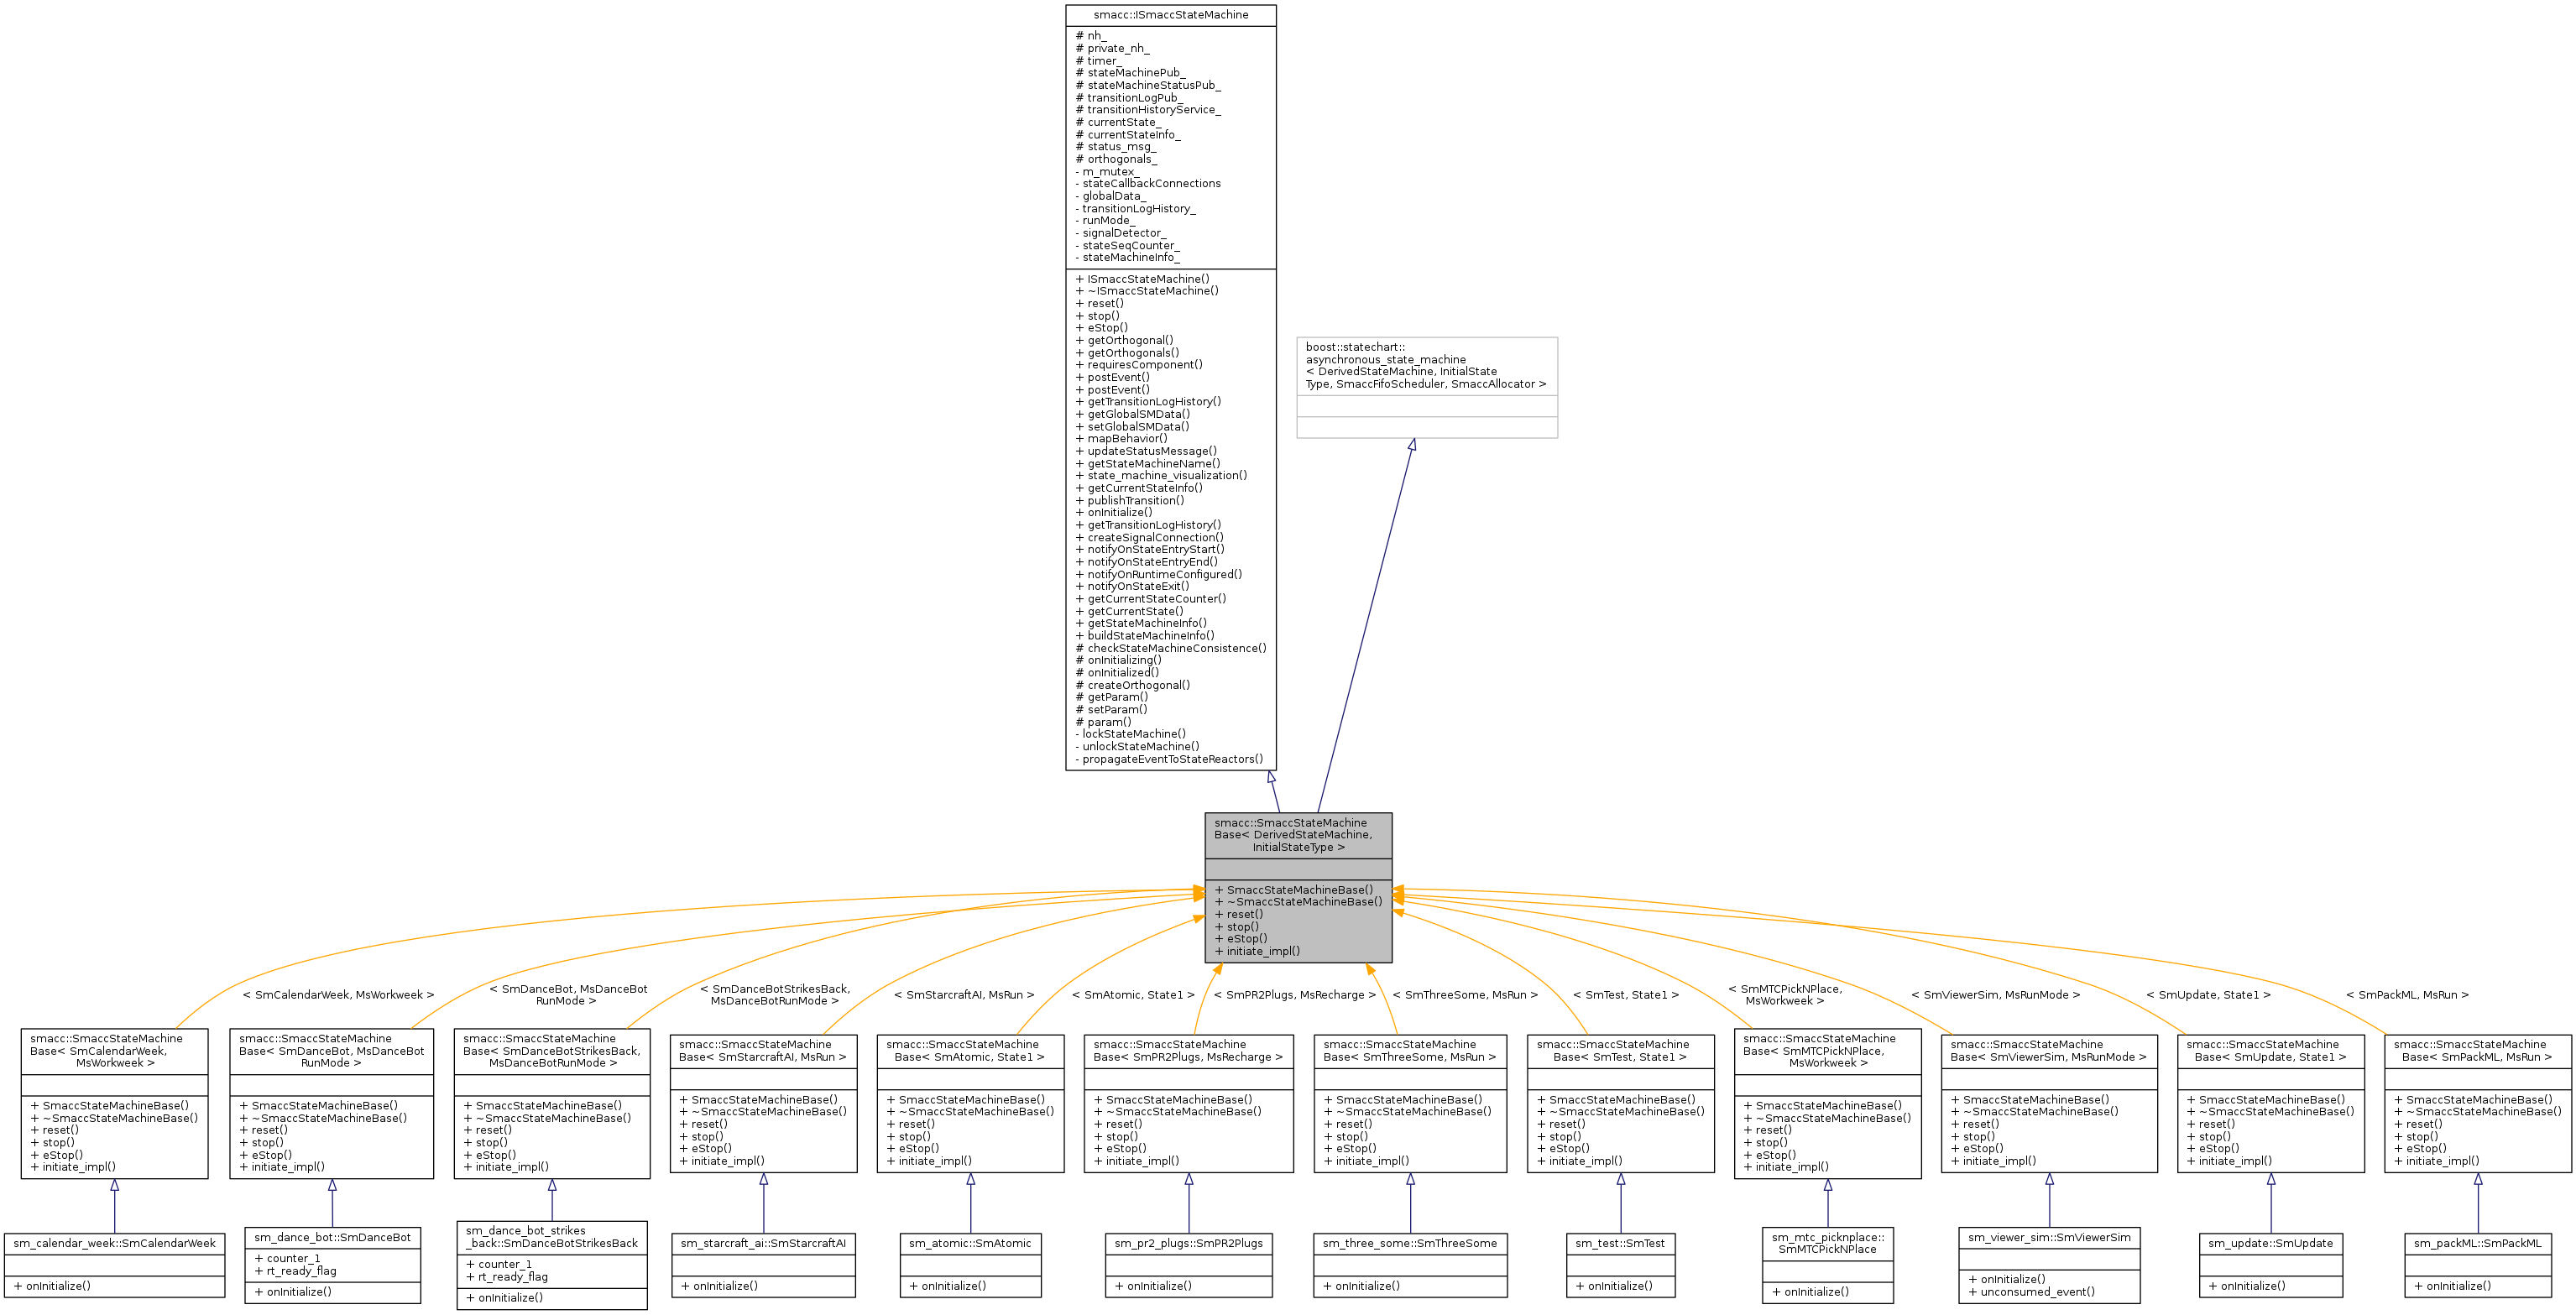 smacc::ISmaccStateMachine
# nh_
# private_nh_
# timer_
# stateMachinePub_
# stateMachineStatusPub_
# transitionLogPub_
# transitionHistoryService_
# currentState_
# currentStateInfo_
# status_msg_
# orthogonals_
- m_mutex_
- stateCallbackConnections
- globalData_
- transitionLogHistory_
- runMode_
- signalDetector_
- stateSeqCounter_
- stateMachineInfo_
+ ISmaccStateMachine()
+ ~ISmaccStateMachine()
+ reset()
+ stop()
+ eStop()
+ getOrthogonal()
+ getOrthogonals()
+ requiresComponent()
+ postEvent()
+ postEvent()
+ getTransitionLogHistory()
+ getGlobalSMData()
+ setGlobalSMData()
+ mapBehavior()
+ updateStatusMessage()
+ getStateMachineName()
+ state_machine_visualization()
+ getCurrentStateInfo()
+ publishTransition()
+ onInitialize()
+ getTransitionLogHistory()
+ createSignalConnection()
+ notifyOnStateEntryStart()
+ notifyOnStateEntryEnd()
+ notifyOnRuntimeConfigured()
+ notifyOnStateExit()
+ getCurrentStateCounter()
+ getCurrentState()
+ getStateMachineInfo()
+ buildStateMachineInfo()
# checkStateMachineConsistence()
# onInitializing()
# onInitialized()
# createOrthogonal()
# getParam()
# setParam()
# param()
- lockStateMachine()
- unlockStateMachine()
- propagateEventToStateReactors()
boost::statechart::
asynchronous_state_machine
< DerivedStateMachine, InitialState
Type, SmaccFifoScheduler, SmaccAllocator >
smacc::SmaccStateMachine
Base< DerivedStateMachine,
InitialStateType >
+ SmaccStateMachineBase()
+ ~SmaccStateMachineBase()
+ reset()
+ stop()
+ eStop()
+ initiate_impl()
< SmCalendarWeek, MsWorkweek >
< SmDanceBot, MsDanceBot
RunMode >
< SmDanceBotStrikesBack,
MsDanceBotRunMode >
< SmStarcraftAI, MsRun >
< SmAtomic, State1 >
< SmPR2Plugs, MsRecharge >
< SmThreeSome, MsRun >
< SmTest, State1 >
< SmMTCPickNPlace,
MsWorkweek >
< SmViewerSim, MsRunMode >
< SmUpdate, State1 >
< SmPackML, MsRun >
smacc::SmaccStateMachine
Base< SmCalendarWeek,
MsWorkweek >
+ SmaccStateMachineBase()
+ ~SmaccStateMachineBase()
+ reset()
+ stop()
+ eStop()
+ initiate_impl()
smacc::SmaccStateMachine
Base< SmDanceBot, MsDanceBot
RunMode >
+ SmaccStateMachineBase()
+ ~SmaccStateMachineBase()
+ reset()
+ stop()
+ eStop()
+ initiate_impl()
smacc::SmaccStateMachine
Base< SmDanceBotStrikesBack,
MsDanceBotRunMode >
+ SmaccStateMachineBase()
+ ~SmaccStateMachineBase()
+ reset()
+ stop()
+ eStop()
+ initiate_impl()
smacc::SmaccStateMachine
Base< SmStarcraftAI, MsRun >
+ SmaccStateMachineBase()
+ ~SmaccStateMachineBase()
+ reset()
+ stop()
+ eStop()
+ initiate_impl()
smacc::SmaccStateMachine
Base< SmAtomic, State1 >
+ SmaccStateMachineBase()
+ ~SmaccStateMachineBase()
+ reset()
+ stop()
+ eStop()
+ initiate_impl()
smacc::SmaccStateMachine
Base< SmPR2Plugs, MsRecharge >
+ SmaccStateMachineBase()
+ ~SmaccStateMachineBase()
+ reset()
+ stop()
+ eStop()
+ initiate_impl()
smacc::SmaccStateMachine
Base< SmThreeSome, MsRun >
+ SmaccStateMachineBase()
+ ~SmaccStateMachineBase()
+ reset()
+ stop()
+ eStop()
+ initiate_impl()
smacc::SmaccStateMachine
Base< SmTest, State1 >
+ SmaccStateMachineBase()
+ ~SmaccStateMachineBase()
+ reset()
+ stop()
+ eStop()
+ initiate_impl()
smacc::SmaccStateMachine
Base< SmMTCPickNPlace,
MsWorkweek >
+ SmaccStateMachineBase()
+ ~SmaccStateMachineBase()
+ reset()
+ stop()
+ eStop()
+ initiate_impl()
smacc::SmaccStateMachine
Base< SmViewerSim, MsRunMode >
+ SmaccStateMachineBase()
+ ~SmaccStateMachineBase()
+ reset()
+ stop()
+ eStop()
+ initiate_impl()
smacc::SmaccStateMachine
Base< SmUpdate, State1 >
+ SmaccStateMachineBase()
+ ~SmaccStateMachineBase()
+ reset()
+ stop()
+ eStop()
+ initiate_impl()
smacc::SmaccStateMachine
Base< SmPackML, MsRun >
+ SmaccStateMachineBase()
+ ~SmaccStateMachineBase()
+ reset()
+ stop()
+ eStop()
+ initiate_impl()
sm_calendar_week::SmCalendarWeek
+ onInitialize()
sm_dance_bot::SmDanceBot
+ counter_1
+ rt_ready_flag
+ onInitialize()
sm_dance_bot_strikes
_back::SmDanceBotStrikesBack
+ counter_1
+ rt_ready_flag
+ onInitialize()
sm_starcraft_ai::SmStarcraftAI
+ onInitialize()
sm_atomic::SmAtomic
+ onInitialize()
sm_pr2_plugs::SmPR2Plugs
+ onInitialize()
sm_three_some::SmThreeSome
+ onInitialize()
sm_test::SmTest
+ onInitialize()
sm_mtc_picknplace::
SmMTCPickNPlace
+ onInitialize()
sm_viewer_sim::SmViewerSim
+ onInitialize()
+ unconsumed_event()
sm_update::SmUpdate
+ onInitialize()
sm_packML::SmPackML
+ onInitialize()